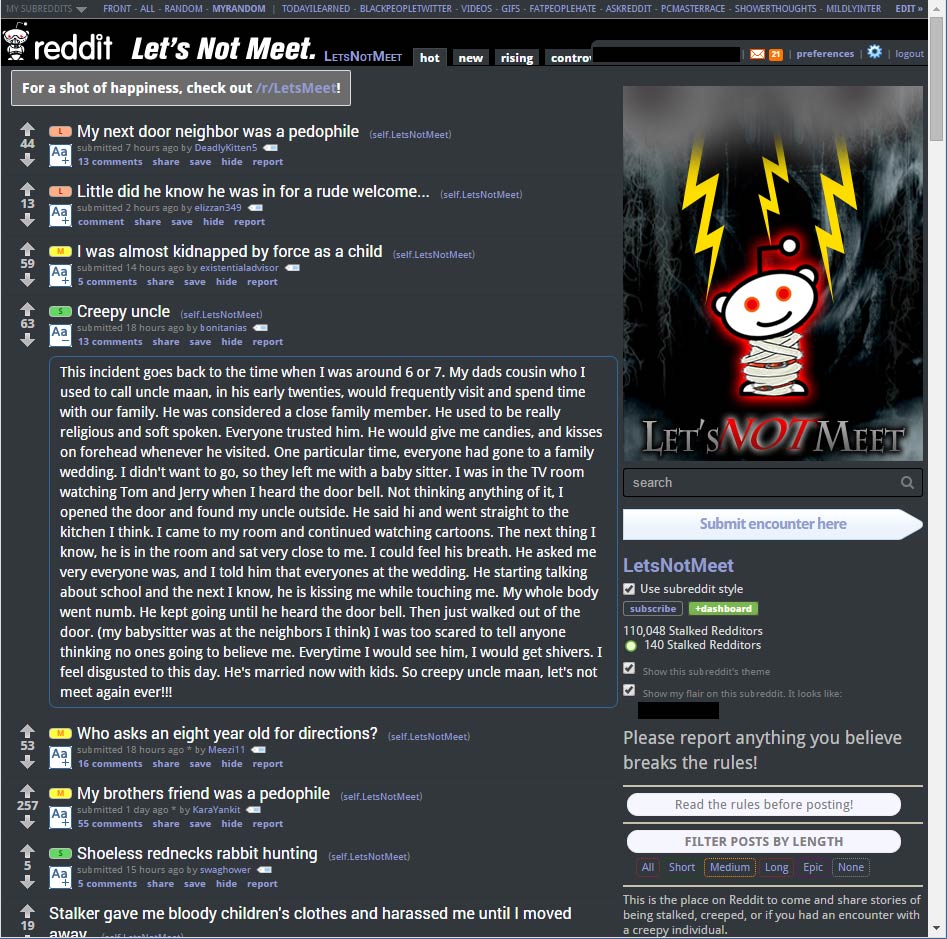 MY SUBREDDITS FRONT - ALL - RANDOM - MYRANDOM | TODAYILEARNED - BLACKPEOPLETWITTER - VIDEOS - GIFS - FATPEOPLEHATE - ASKREDDIT - PCMASTERRACE - SHOWERTHOUGHTS - MILDLYINTER EDIT »
reddit Let's Not Meet. LETSNOTMEET hot new rising contro 21 | preferences | | logout
For a shot of happiness, check out /r/LetsMeet!
44
L My next door neighbor was a pedophile (self.LetsNotMeet)
Aa+ submitted 7 hours ago by DeadlyKitten5
13 comments share save hide report
13
L Little did he know he was in for a rude welcome... (self.LetsNotMeet)
Aa+ submitted 2 hours ago by elizzan349
comment share save hide report
59
M I was almost kidnapped by force as a child (self.LetsNotMeet)
Aa+ submitted 14 hours ago by existentialadvisor
5 comments share save hide report
63
S Creepy uncle (self.LetsNotMeet)
Aa− submitted 18 hours ago by bonitanias
13 comments share save hide report
This incident goes back to the time when I was around 6 or 7. My dads cousin who I
used to call uncle maan, in his early twenties, would frequently visit and spend time
with our family. He was considered a close family member. He used to be really
religious and soft spoken. Everyone trusted him. He would give me candies, and kisses
on forehead whenever he visited. One particular time, everyone had gone to a family
wedding. I didn't want to go, so they left me with a baby sitter. I was in the TV room
watching Tom and Jerry when I heard the door bell. Not thinking anything of it, I
opened the door and found my uncle outside. He said hi and went straight to the
kitchen I think. I came to my room and continued watching cartoons. The next thing I
know, he is in the room and sat very close to me. I could feel his breath. He asked me
very everyone was, and I told him that everyones at the wedding. He starting talking
about school and the next I know, he is kissing me while touching me. My whole body
went numb. He kept going until he heard the door bell. Then just walked out of the
door. (my babysitter was at the neighbors I think) I was too scared to tell anyone
thinking no ones going to believe me. Everytime I would see him, I would get shivers. I
feel disgusted to this day. He's married now with kids. So creepy uncle maan, let's not
meet again ever!!!
53
M Who asks an eight year old for directions? (self.LetsNotMeet)
Aa+ submitted 18 hours ago * by Meezi11
16 comments share save hide report
257
M My brothers friend was a pedophile (self.LetsNotMeet)
Aa+ submitted 1 day ago * by KaraYankit
55 comments share save hide report
5
S Shoeless rednecks rabbit hunting (self.LetsNotMeet)
Aa+ submitted 15 hours ago by swaghower
5 comments share save hide report
19
Stalker gave me bloody children's clothes and harassed me until I moved
away (self.LetsNotMeet)
LET'S NOT MEET
search
Submit encounter here
LetsNotMeet
Use subreddit style
subscribe +dashboard
110,048 Stalked Redditors
140 Stalked Redditors
Show this subreddit's theme
Show my flair on this subreddit. It looks like:
Please report anything you believe
breaks the rules!
Read the rules before posting!
FILTER POSTS BY LENGTH
All Short Medium Long Epic None
This is the place on Reddit to come and share stories of
being stalked, creeped, or if you had an encounter with
a creepy individual.